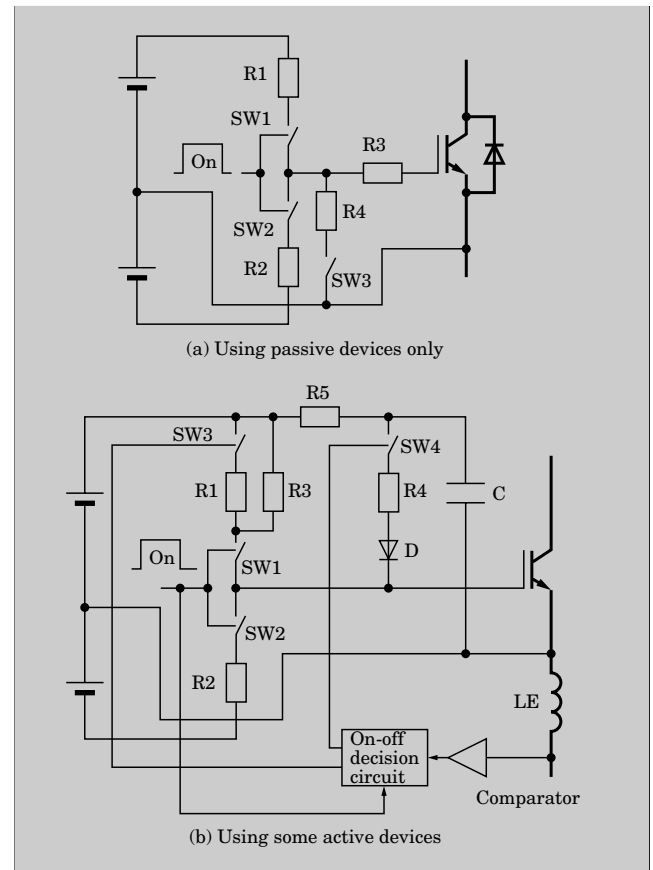 R1
SW1
On
R3
R4
SW2
R2
SW3
(a) Using passive devices only
R5
SW3
SW4
R1
R3
R4
C
On
SW1
D
SW2
R2
LE
On-off
decision
circuit
Comparator
(b) Using some active devices